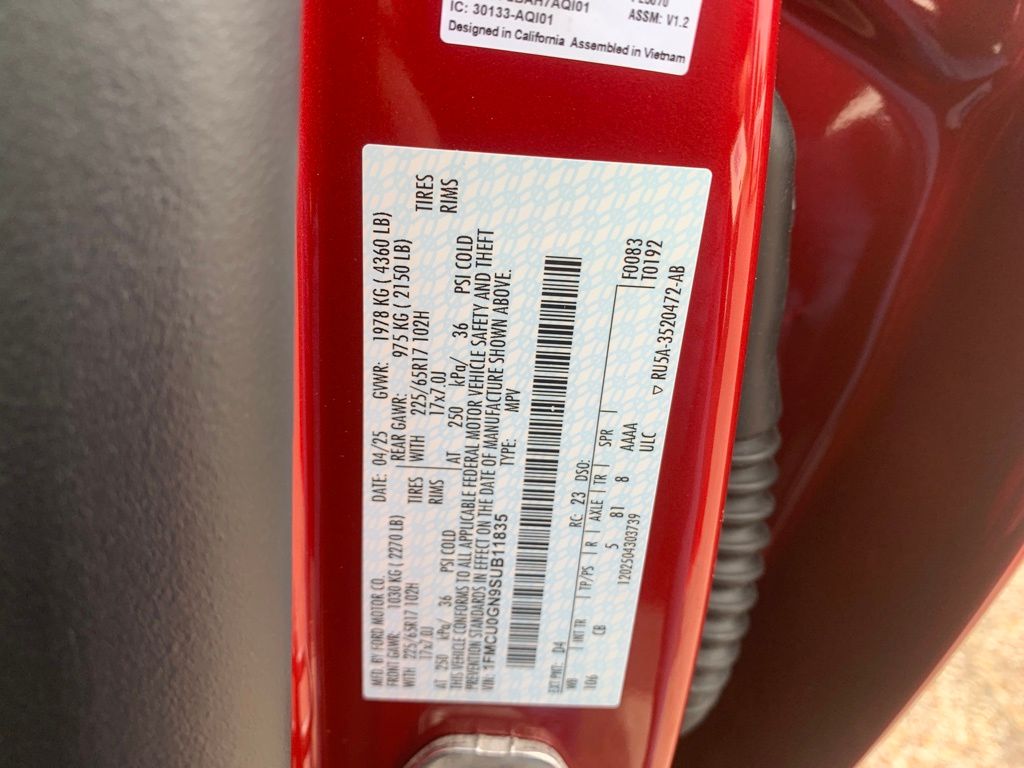 IC: 30133-AQI01
ASSM: V1.2
Designed in California Assembled in Vietnam
MFD. BY FORD MOTOR CO.
DATE: 04/25 GVWR: 1978 KG ( 4360 LB)
FRONT GAWR: 1030 KG ( 2270 LB)
REAR GAWR: 975 KG ( 2150 LB)
WITH 225/65R17 102H TIRES
WITH 225/65R17 102H TIRES
17x7.0J RIMS
17x7.0J RIMS
AT 250 kPa/ 36 PSI COLD
AT 250 kPa/ 36 PSI COLD
THIS VEHICLE CONFORMS TO ALL APPLICABLE FEDERAL MOTOR VEHICLE SAFETY AND THEFT
PREVENTION STANDARDS IN EFFECT ON THE DATE OF MANUFACTURE SHOWN ABOVE.
VIN: 1FMCU0GN9SUB11835 TYPE: MPV
EXT PNT: D4 RC: 23 DSO: F0083
WB INT TR TP/PS R AXLE TR SPR T0192
106 CB 5 81 8 AAAA
1202504303739 ULC ▽ RU5A-3520472-AB